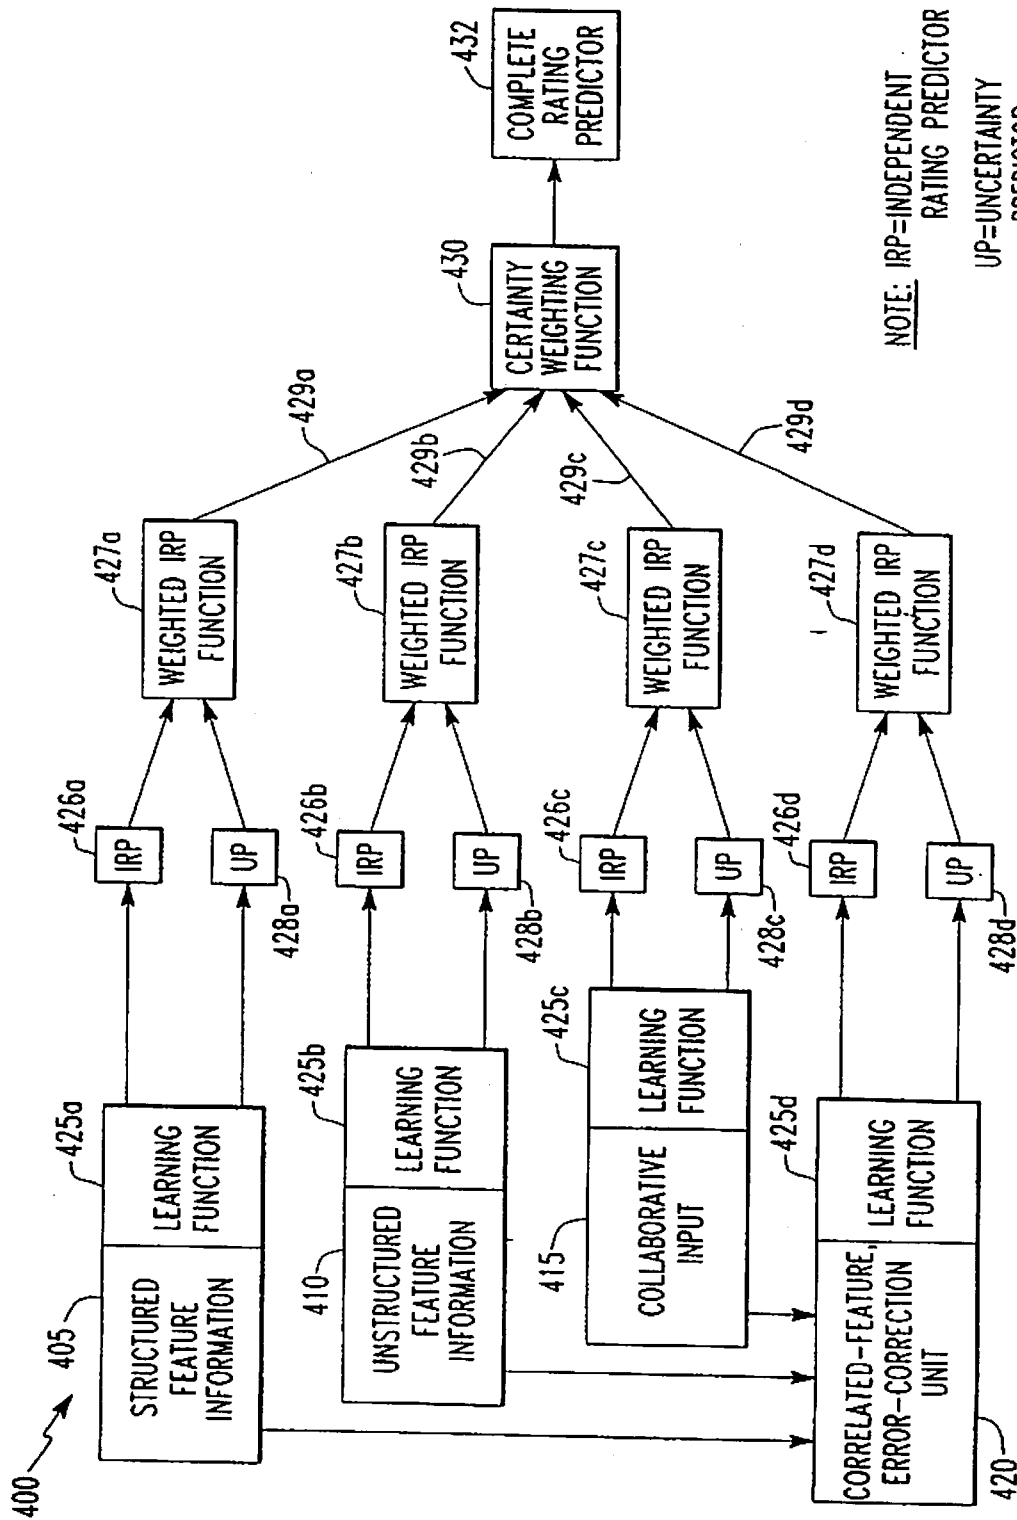 400
405
STRUCTURED
FEATURE
INFORMATION
425a
LEARNING
FUNCTION
426a
IRP
UP
428a
427a
WEIGHTED IRP
FUNCTION
429a
410
UNSTRUCTURED
FEATURE
INFORMATION
425b
LEARNING
FUNCTION
426b
IRP
UP
428b
427b
WEIGHTED IRP
FUNCTION
429b
415
COLLABORATIVE
INPUT
425c
LEARNING
FUNCTION
426c
IRP
UP
428c
427c
WEIGHTED IRP
FUNCTION
429c
420
CORRELATED-FEATURE,
ERROR-CORRECTION
UNIT
425d
LEARNING
FUNCTION
426d
IRP
UP
428d
427d
WEIGHTED IRP
FUNCTION
429d
430
CERTAINTY
WEIGHTING
FUNCTION
432
COMPLETE
RATING
PREDICTOR
NOTE: IRP=INDEPENDENT
RATING PREDICTOR
UP=UNCERTAINTY
PREDICTOR